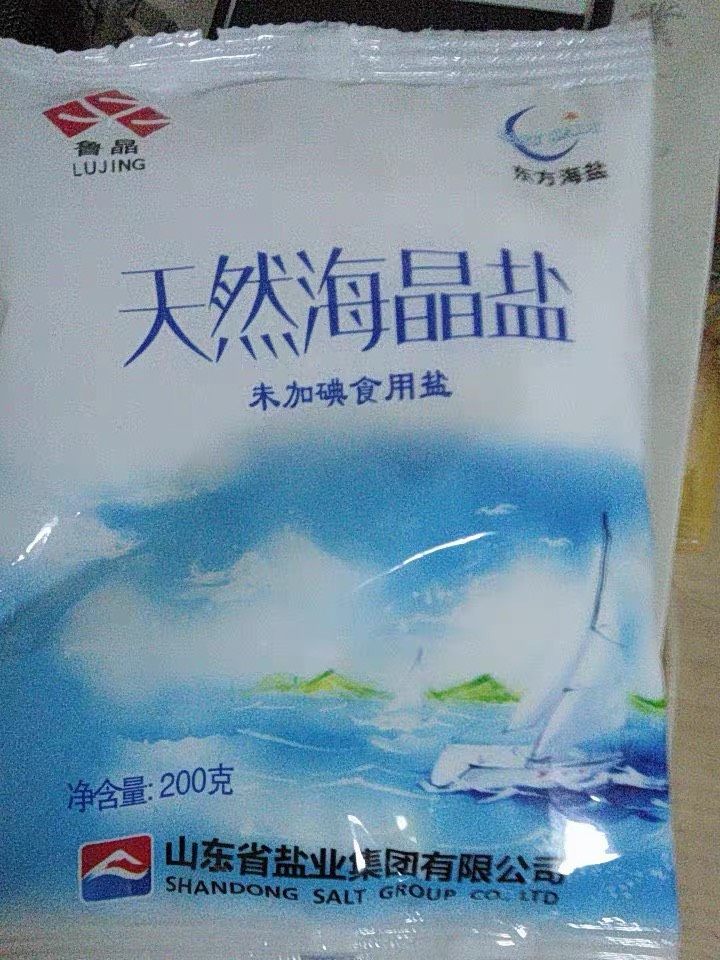 鲁晶
LUJING
东方海盐
天然海晶盐
未加碘食用盐
净含量: 200克
山东省盐业集团有限公司
SHANDONG SALT GROUP CO., LTD